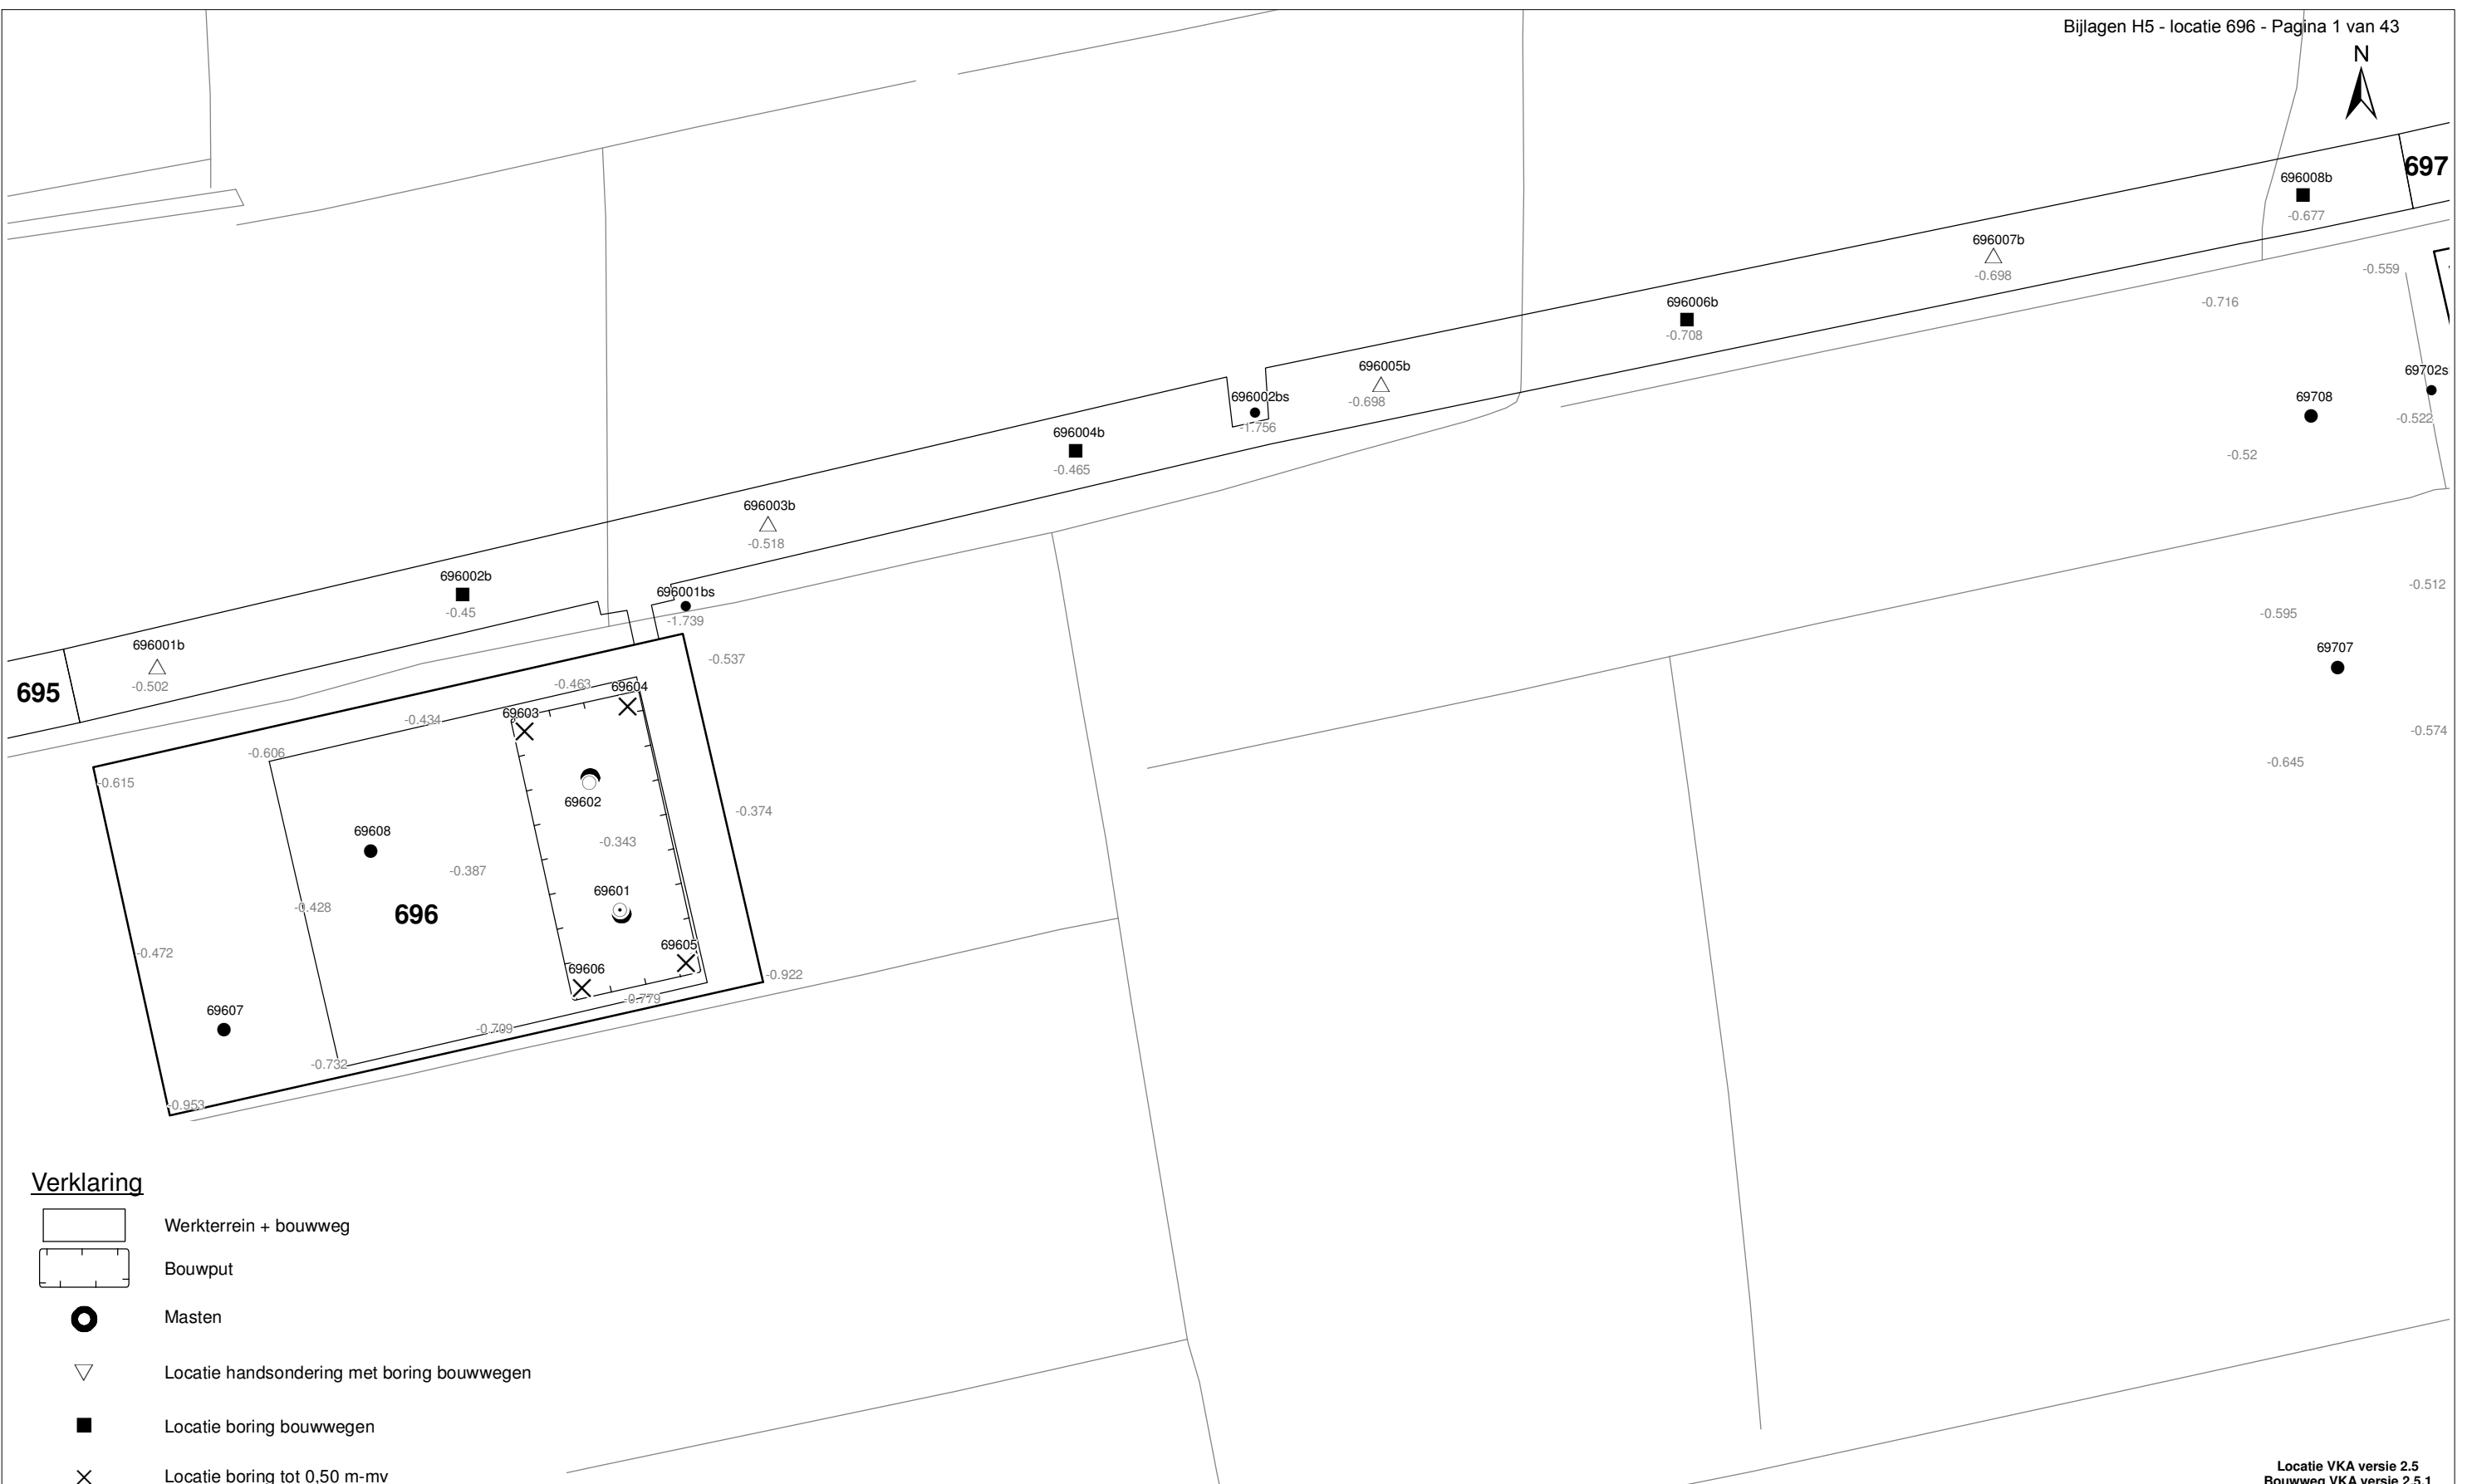 Bijlagen H5 - locatie 696 - Pagina 1 van 43
N
697
696008b
-0.677
696007b
-0.698
-0.559
-0.716
696006b
-0.708
696005b
-0.698
69702s
69708
-0.522
-0.52
696002bs
-1.756
696004b
-0.465
696003b
-0.518
696002b
-0.45
696001bs
-1.739
696001b
-0.502
695
-0.512
-0.595
69707
-0.574
-0.645
-0.537
-0.463
69604
69603
-0.434
-0.606
-0.615
69602
-0.374
69608
-0.343
-0.387
69601
-0.428
696
-0.472
69605
69606
-0.922
-0.779
69607
-0.709
-0.732
-0.953
Verklaring
Werkterrein + bouwweg
Bouwput
Masten
Locatie handsondering met boring bouwwegen
Locatie boring bouwwegen
Locatie boring tot 0,50 m-mv
Locatie VKA versie 2.5
Bouwweg VKA versie 2.5.1